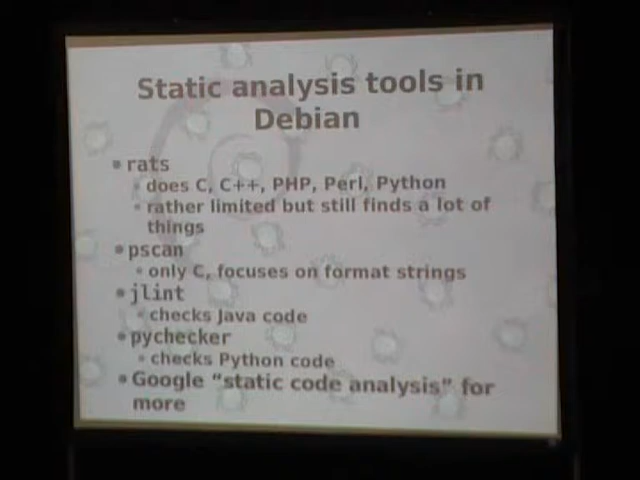 Static analysis tools in
Debian
rats
does C, C++, PHP, Perl, Python
rather limited but still finds a lot of
things
pscan
only C, focuses on format strings
jlint
checks Java code
pychecker
checks Python code
Google "static code analysis" for
more